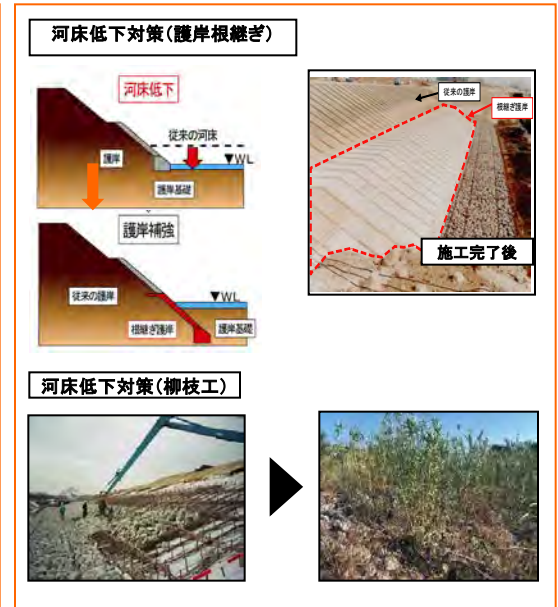 河床低下対策(護岸根継ぎ)
河床低下
従来の河床
▼WL
護岸
護岸基礎
護岸補強
▼WL
従来の護岸
根継ぎ護岸
護岸基礎
従来の護岸
根継ぎ護岸
施工完了後
河床低下対策(柳枝工)